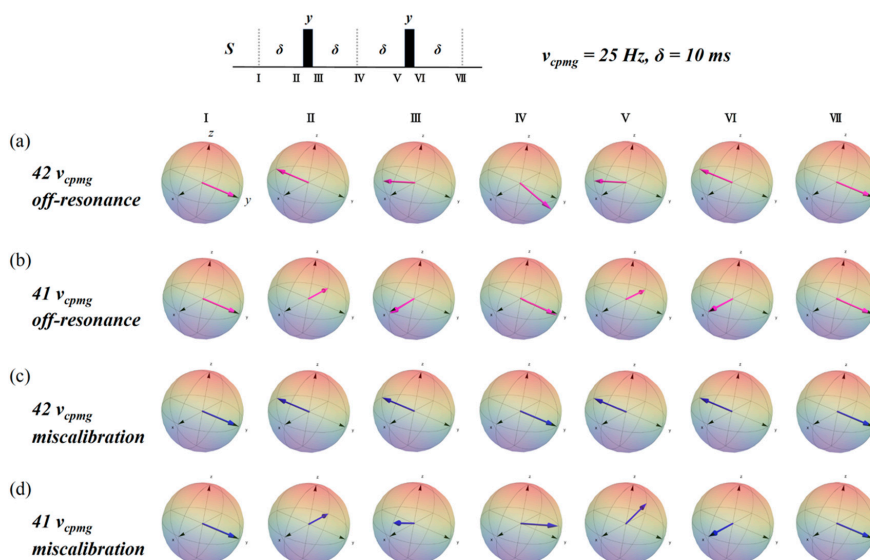 y y
S δ δ δ δ
ν_cpmg = 25 Hz, δ = 10 ms
Ⅰ Ⅱ Ⅲ Ⅳ Ⅴ Ⅵ Ⅶ
Ⅰ Ⅱ Ⅲ Ⅳ Ⅴ Ⅵ Ⅶ
(a)
z
42 ν_cpmg
off-resonance
y
(b)
41 ν_cpmg
off-resonance
(c)
42 ν_cpmg
miscalibration
(d)
41 ν_cpmg
miscalibration